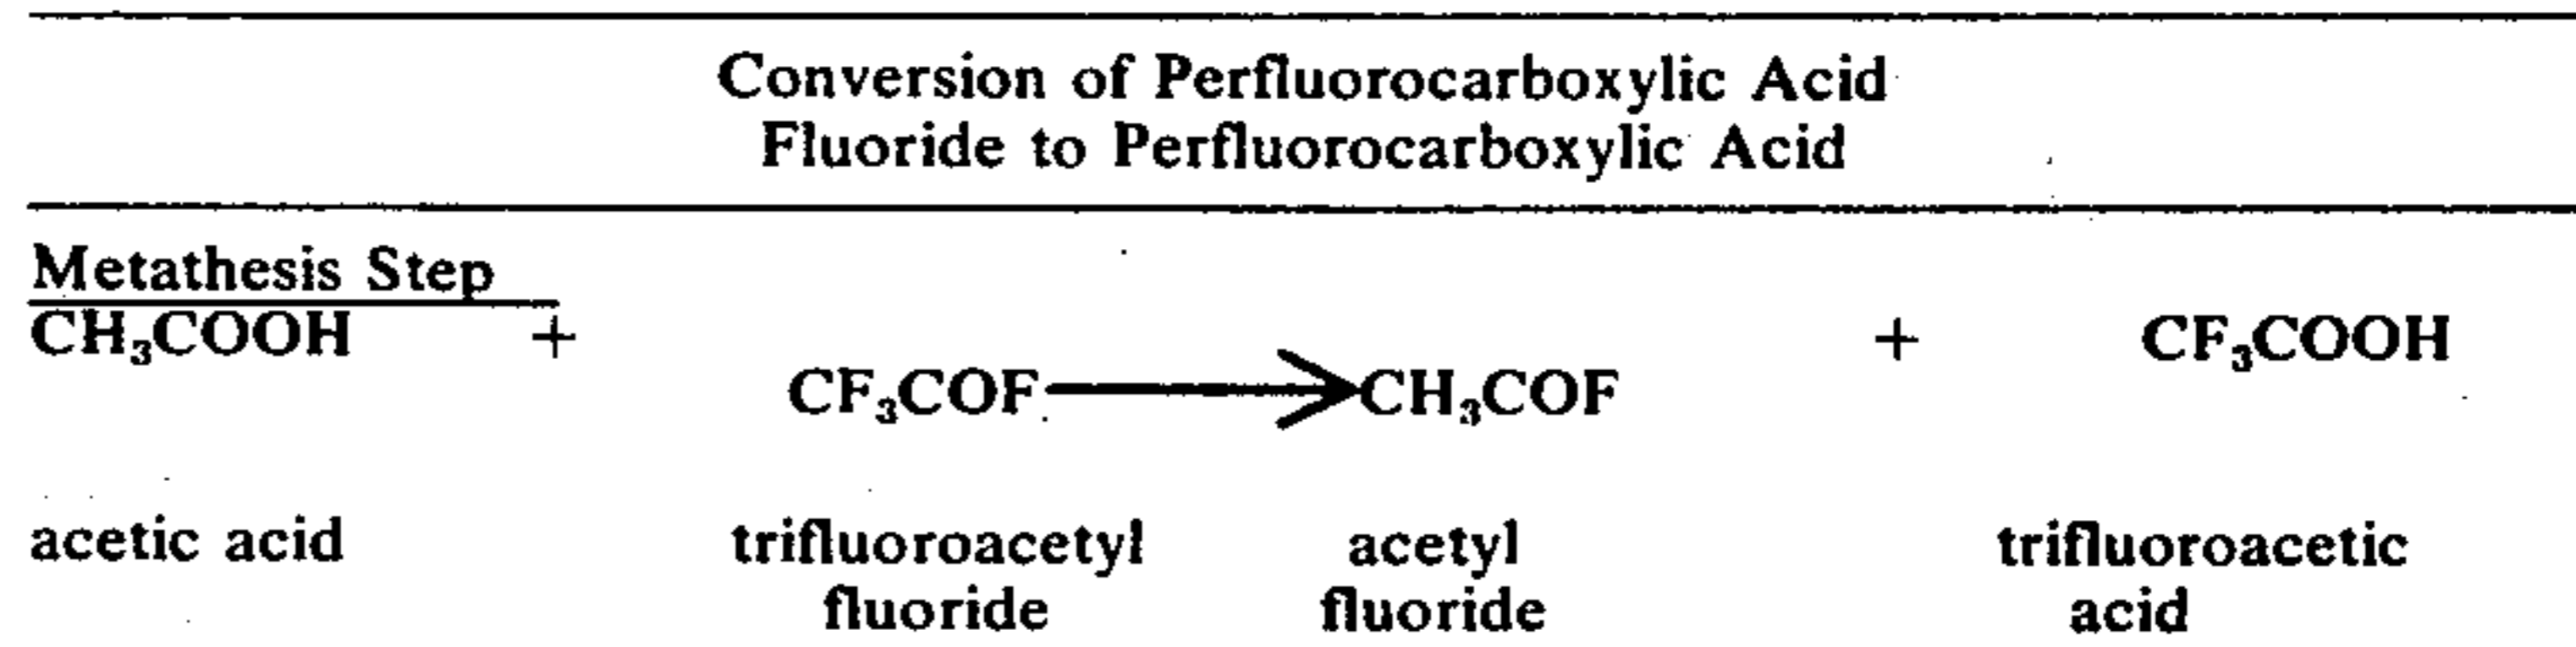 Conversion of Perfluorocarboxylic Acid
Fluoride to Perfluorocarboxylic Acid
Metathesis Step
CH₃COOH + CF₃COF ⟶ CH₃COF + CF₃COOH
acetic acid trifluoroacetyl acetyl trifluoroacetic
fluoride fluoride acid